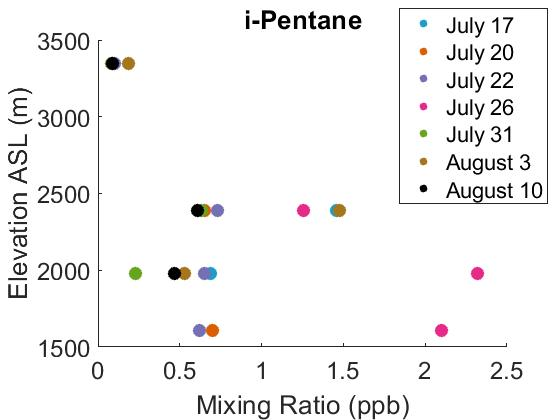 i-Pentane
July 17
July 20
July 22
July 26
July 31
August 3
August 10
3500
3000
2500
2000
1500
Elevation ASL (m)
0
0.5
1
1.5
2
2.5
Mixing Ratio (ppb)